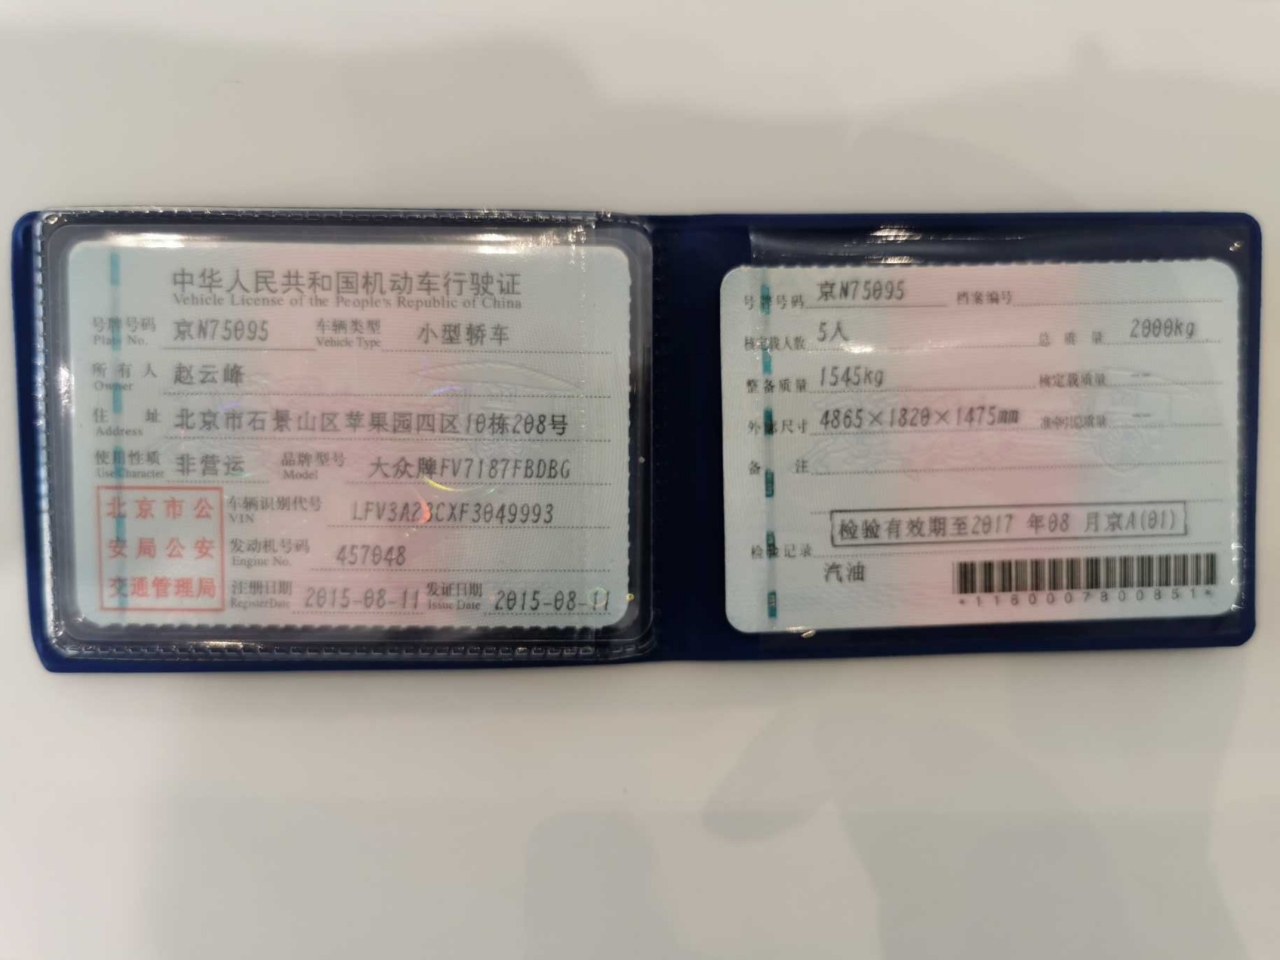 中华人民共和国机动车行驶证
Vehicle License of the People's Republic of China
号牌号码 京N75095 车辆类型 小型轿车
Plate No. Vehicle Type
所有人 赵云峰
Owner
住址 北京市石景山区苹果园四区10栋208号
Address
使用性质 非营运 品牌型号 大众牌FV7187FBDBG
Use Character Model
北京市公
安局公安
交通管理局
车辆识别代号 LFV3A23CXF3049993
VIN
发动机号码 457048
Engine No.
注册日期 2015-08-11 发证日期 2015-08-11
Register Date Issue Date
号牌号码 京N75095 档案编号
核定载人数 5人 总质量 2000kg
整备质量 1545kg 核定载质量 --
外廓尺寸 4865×1820×1475mm 准牵引总质量 --
备注
检验有效期至2017 年08 月京A(01)
检验记录
汽油
*1180007800851*